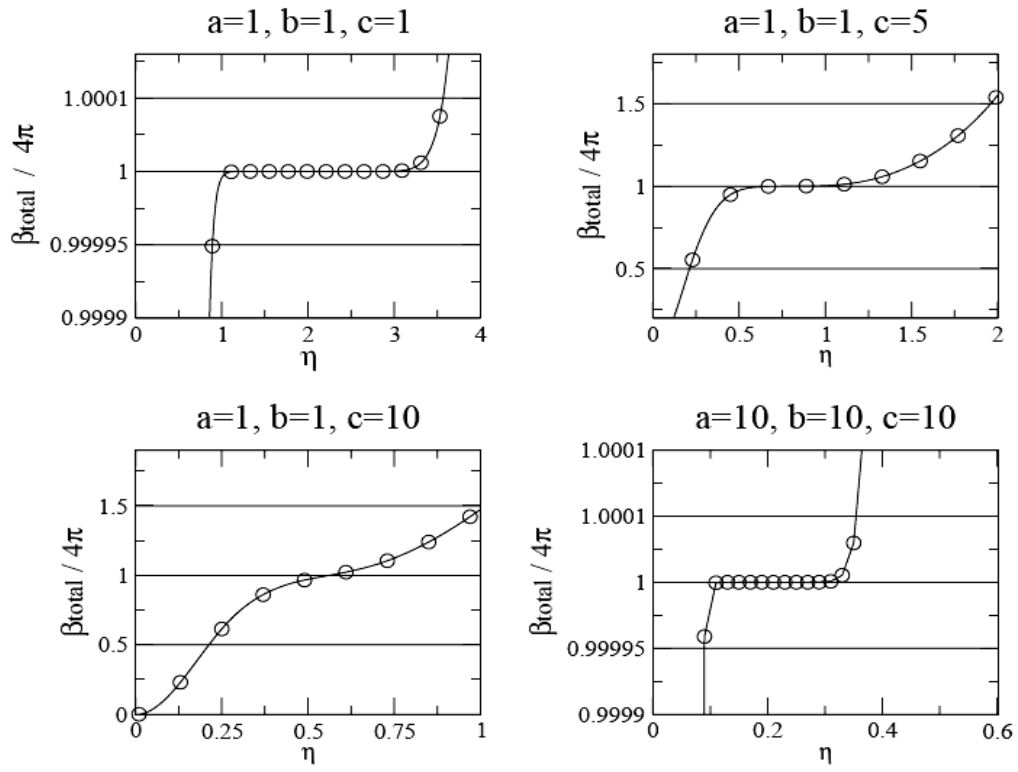 a=1, b=1, c=1
βtotal / 4π
1.0001
1
0.99995
0.9999
0 1 2 3 4
η
a=1, b=1, c=5
βtotal / 4π
1.5
1
0.5
0 0.5 1 1.5 2
η
a=1, b=1, c=10
βtotal / 4π
1.5
1
0.5
0
0 0.25 0.5 0.75 1
η
a=10, b=10, c=10
βtotal / 4π
1.0001
1.0001
1
0.99995
0.9999
0 0.2 0.4 0.6
η